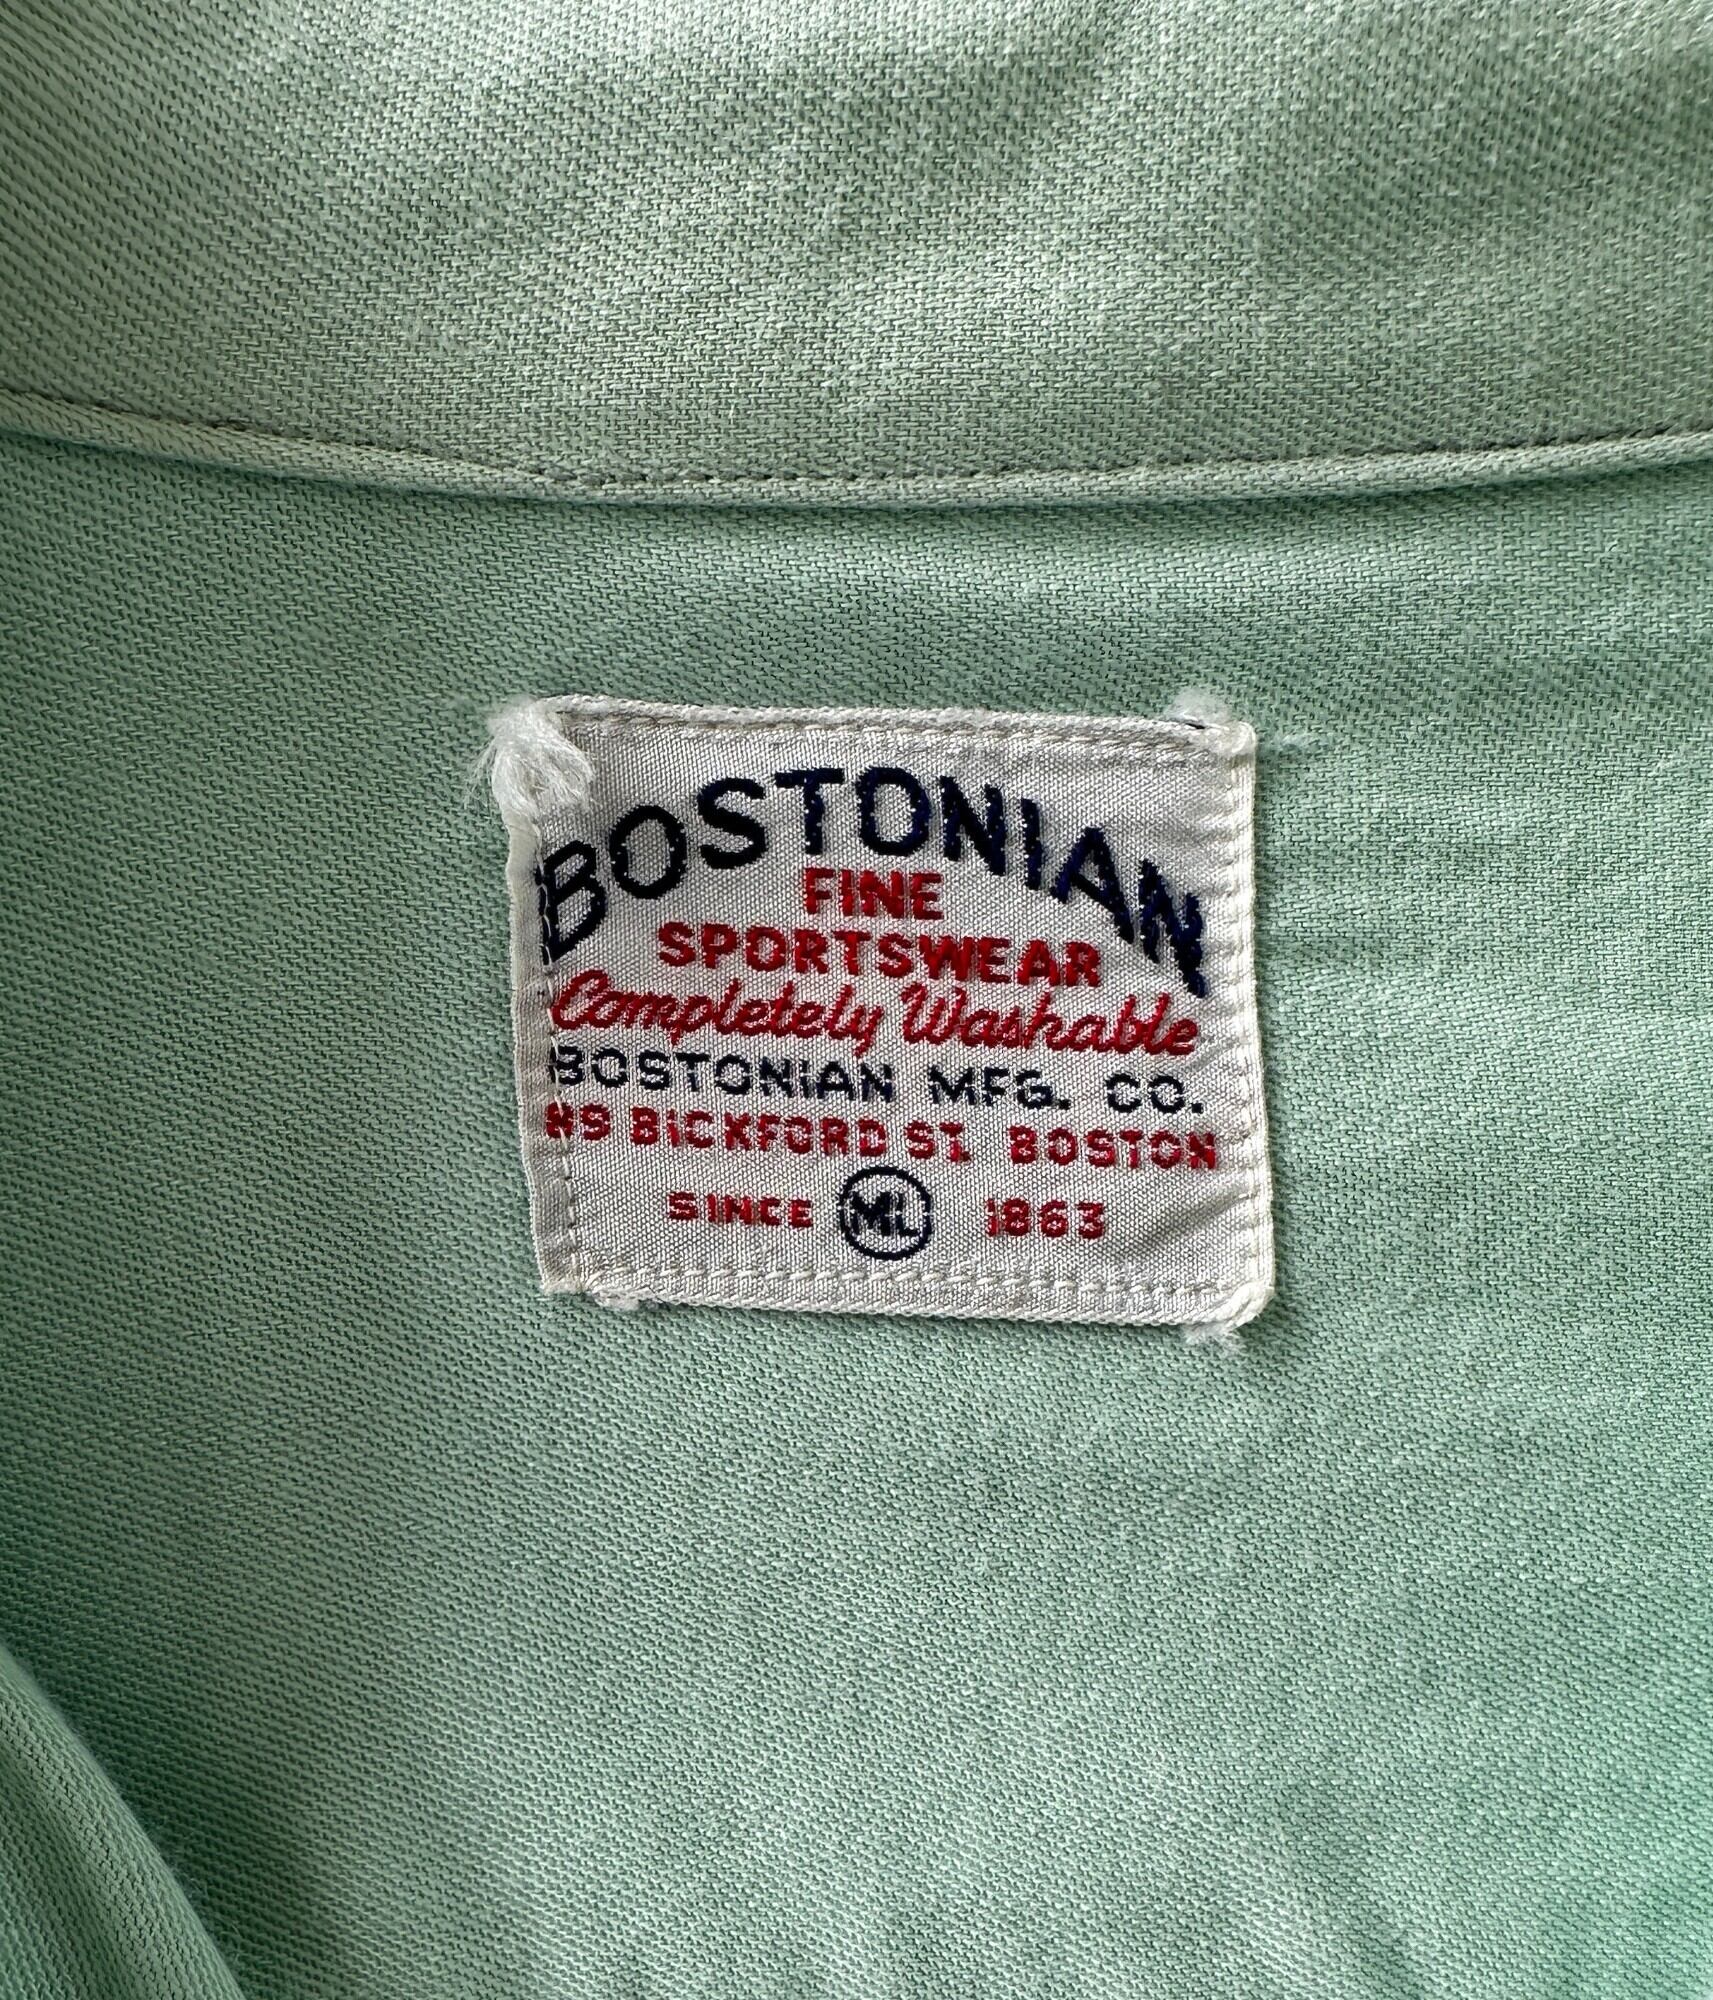 BOSTONIAN
FINE
SPORTSWEAR
Completely Washable
BOSTONIAN MFG. CO.
BICKFORD ST. BOSTON
SINCE ML 1863